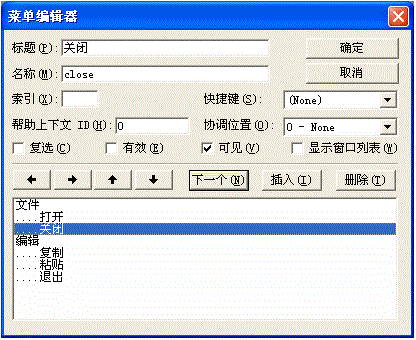 菜单编辑器
标题(P): 关闭 确定
名称(M): close 取消
索引(X): 快捷键(S): (None)
帮助上下文 ID(H): 0 协调位置(O): 0 - None
复选(C) 有效(E) 可见(V) 显示窗口列表(W)
下一个(N) 插入(I) 删除(T)
文件
....打开
....关闭
编辑
....复制
....粘贴
....退出